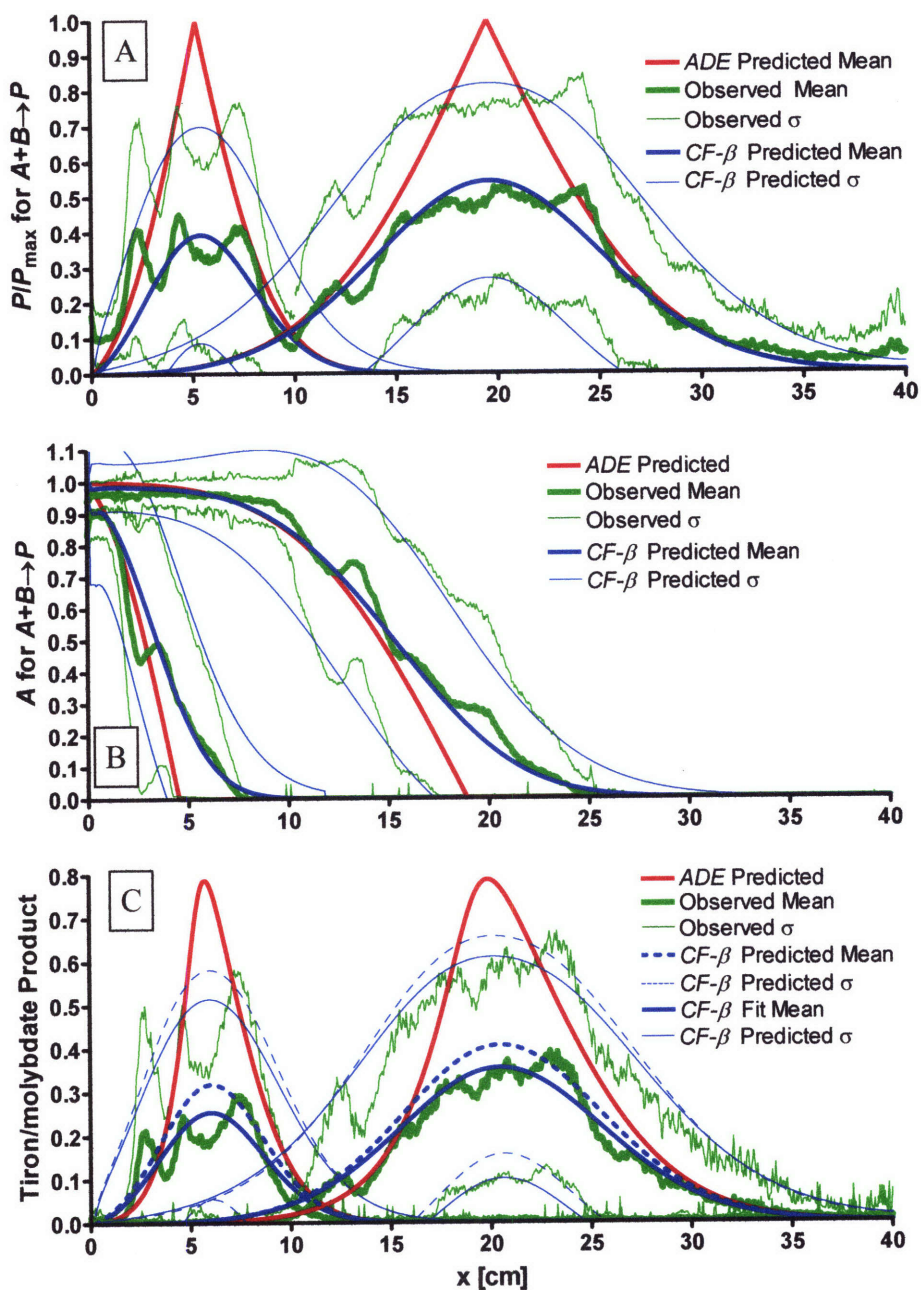 A
P/P_max for A+B→P
1.0
0.9
0.8
0.7
0.6
0.5
0.4
0.3
0.2
0.1
0.0
ADE Predicted Mean
Observed Mean
Observed σ
CF-β Predicted Mean
CF-β Predicted σ
0 5 10 15 20 25 30 35 40
B
A for A+B→P
1.1
1.0
0.9
0.8
0.7
0.6
0.5
0.4
0.3
0.2
0.1
0.0
ADE Predicted
Observed Mean
Observed σ
CF-β Predicted Mean
CF-β Predicted σ
0 5 10 15 20 25 30 35 40
C
Tiron/molybdate Product
0.8
0.7
0.6
0.5
0.4
0.3
0.2
0.1
0.0
ADE Predicted
Observed Mean
Observed σ
CF-β Predicted Mean
CF-β Predicted σ
CF-β Fit Mean
CF-β Predicted σ
0 5 10 15 20 25 30 35 40
x [cm]